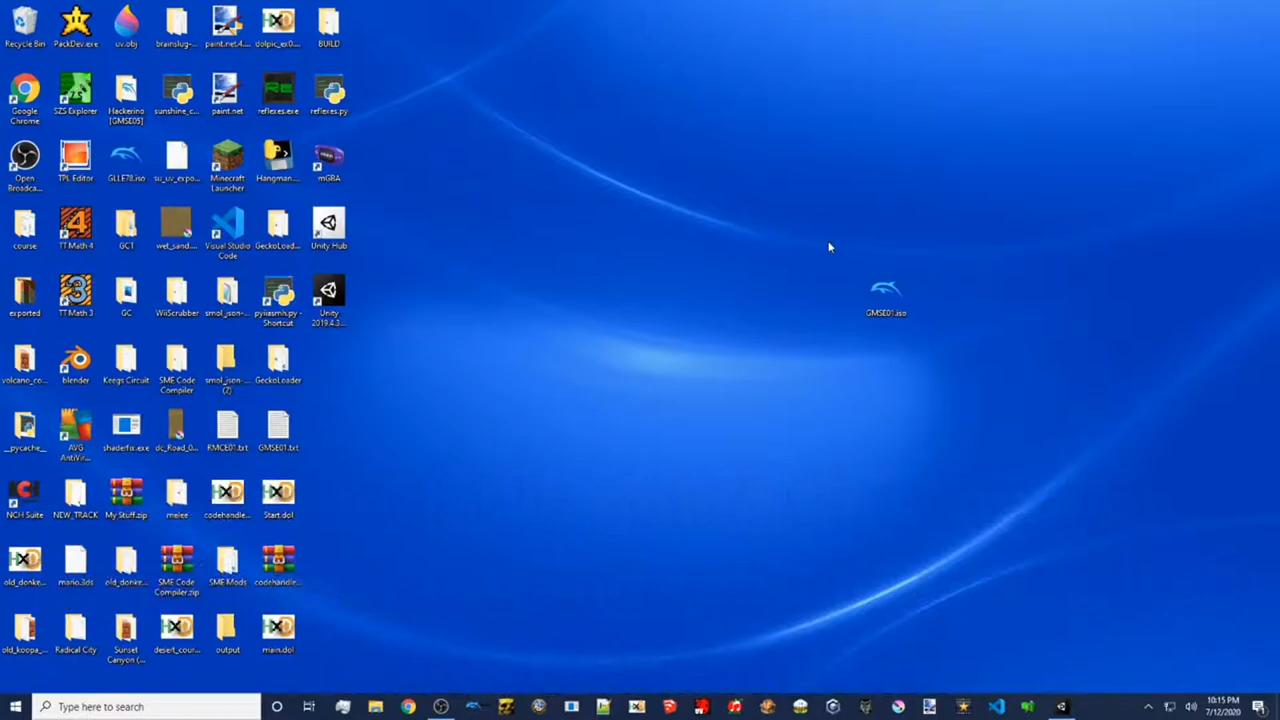 Recycle Bin
PackDev.exe
uv.obj
brainslug-...
paint.net.4....
dolpic_ex0....
BUILD
Google
Chrome
SZS Explorer
Hackerino
[GMSE05]
sunshine_c...
paint.net
reflexes.exe
reflexes.py
Open
Broadca...
TPL Editor
GLLE78.iso
su_uv_expo...
Minecraft
Launcher
Hangman....
mGBA
course
TT Math 4
GCT
wet_sand....
Visual Studio
Code
GeckoLoad...
Unity Hub
GMSE01.iso
exported
TT Math 3
GC
WiiScrubber
smol_json-...
pyiiasmh.py -
Shortcut
Unity
2019.4.3...
volcano_co...
blender
Keegs Circuit
SME Code
Compiler
smol_json-...
(2)
GeckoLoader
__pycache__
AVG
AntiVir...
shaderfix.exe
dc_Road_0...
RMCE01.txt
GMSE01.txt
NCH Suite
NEW_TRACK
My Stuff.zip
melee
codehandle...
Start.dol
old_donke...
mario.3ds
old_donke...
SME Code
Compiler.zip
SME Mods
codehandle...
old_koopa_...
Radical City
Sunset
Canyon (...
desert_cour...
output
main.dol
Type here to search
10:15 PM
7/12/2020